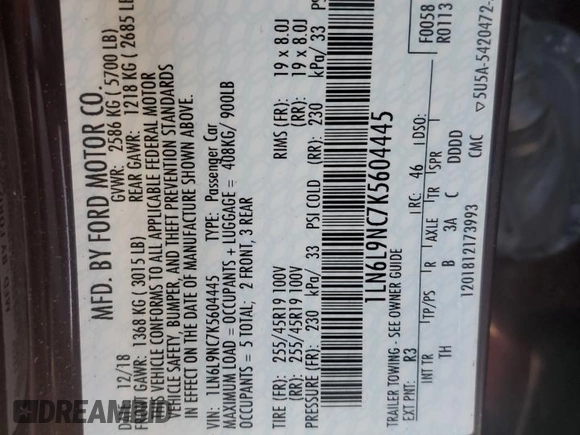 MFD. BY FORD MOTOR CO.
12/18 GVWR: 2586 KG ( 5700 LB)
FRONT GAWR: 1368 KG ( 3015 LB) REAR GAWR: 1218 KG ( 2685 LB
THIS VEHICLE CONFORMS TO ALL APPLICABLE FEDERAL MOTOR
VEHICLE SAFETY, BUMPER, AND THEFT PREVENTION STANDARDS
IN EFFECT ON THE DATE OF MANUFACTURE SHOWN ABOVE.
VIN: 1LN6L9NC7K5604445 TYPE: Passenger Car
MAXIMUM LOAD = OCCUPANTS + LUGGAGE = 408KG/ 900LB
OCCUPANTS = 5 TOTAL; 2 FRONT, 3 REAR
TIRE (FR): 255/45R19 100V RIMS (FR): 19 x 8.0J
(RR): 255/45R19 100V (RR): 19 x 8.0J
PRESSURE (FR): 230 kPa/ 33 PSI COLD (RR): 230 kPa/ 33 PS
1LN6L9NC7K5604445
TRAILER TOWING - SEE OWNER GUIDE
F0058
R0113
EXT PNT: R3 RC: 46 DSO:
INT TR TP/PS R AXLE TR SPR
TH B 3A C DDDD
1201812173993 CMC ▽5U5A-5420472-
DREAMBID